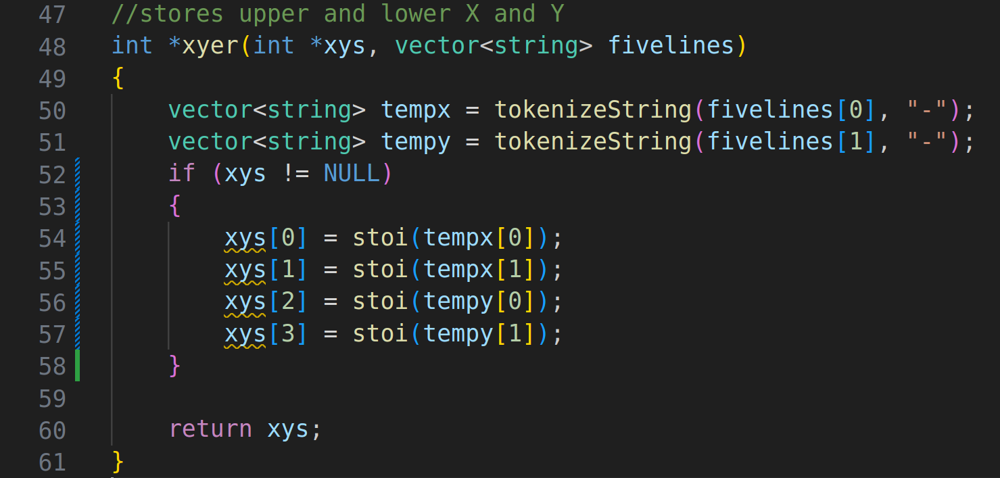 47 //stores upper and lower X and Y
48 int *xyer(int *xys, vector<string> fivelines)
49 {
50     vector<string> tempx = tokenizeString(fivelines[0], "-");
51     vector<string> tempy = tokenizeString(fivelines[1], "-");
52     if (xys != NULL)
53     {
54         xys[0] = stoi(tempx[0]);
55         xys[1] = stoi(tempx[1]);
56         xys[2] = stoi(tempy[0]);
57         xys[3] = stoi(tempy[1]);
58     }
59
60     return xys;
61 }